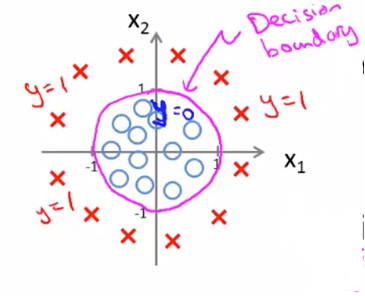 x₂
Decision
boundary
y=1
1
y=0
y=1
-1
1
x₁
y=1
-1